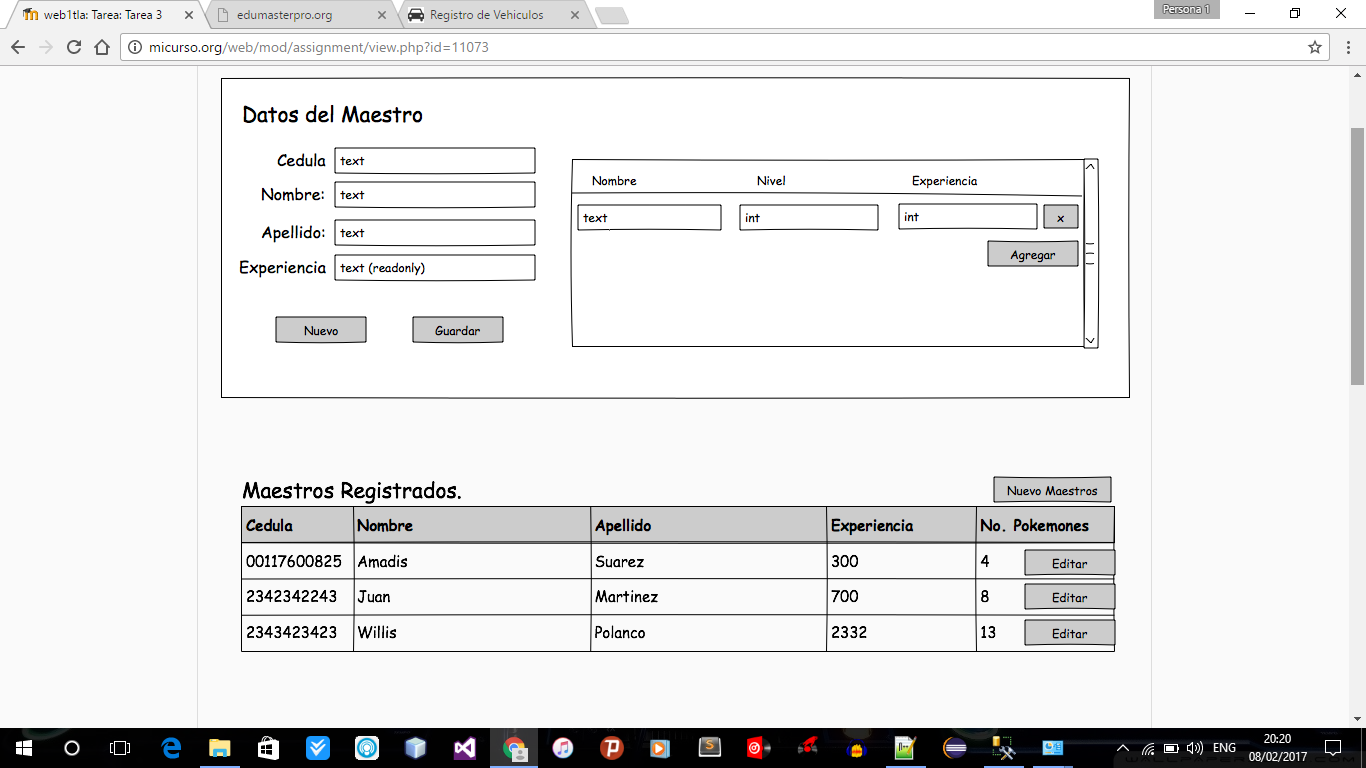 web1tla: Tarea: Tarea 3
edumasterpro.org
Registro de Vehiculos
Persona 1
micurso.org/web/mod/assignment/view.php?id=11073
Datos del Maestro
Cedula text
Nombre: text
Apellido: text
Experiencia text (readonly)
Nuevo Guardar
Nombre Nivel Experiencia
text int int x
Agregar
Maestros Registrados.
Nuevo Maestros
Cedula Nombre Apellido Experiencia No. Pokemones
00117600825 Amadis Suarez 300 4 Editar
2342342243 Juan Martinez 700 8 Editar
2343423423 Willis Polanco 2332 13 Editar
ENG
20:20
08/02/2017